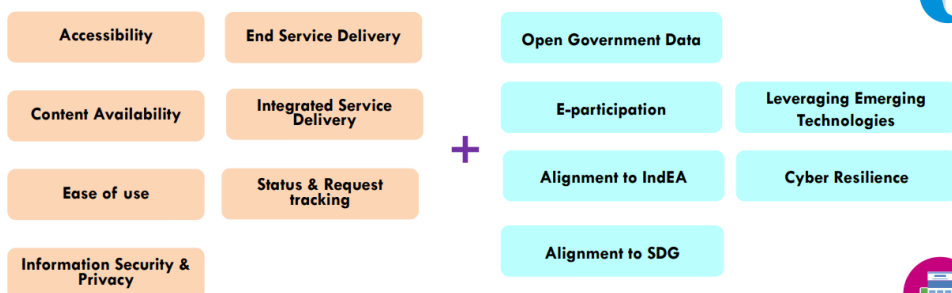 Accessibility
End Service Delivery
Open Government Data
Content Availability
Integrated Service
Delivery
+
E-participation
Leveraging Emerging
Technologies
Ease of use
Status & Request
tracking
Alignment to IndEA
Cyber Resilience
Information Security &
Privacy
Alignment to SDG